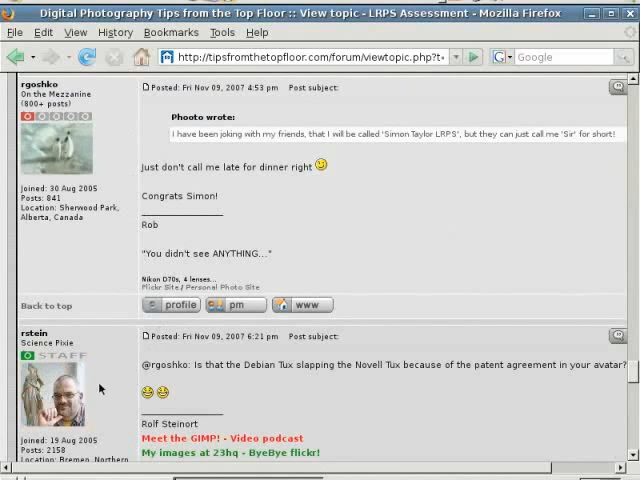 Digital Photography Tips from the Top Floor :: View topic - LRPS Assessment - Mozilla Firefox
File Edit View History Bookmarks Tools Help
http://tipsfromthetopfloor.com/forum/viewtopic.php?t=
Google
rgoshko
On the Mezzanine
(800+ posts)
Joined: 30 Aug 2005
Posts: 841
Location: Sherwood Park,
Alberta, Canada
Posted: Fri Nov 09, 2007 4:53 pm Post subject:
Phooto wrote:
I have been joking with my friends, that I will be called 'Simon Taylor LRPS', but they can just call me 'Sir' for short!
Just don't call me late for dinner right
Congrats Simon!
Rob
"You didn't see ANYTHING..."
Nikon D70s, 4 lenses...
Flickr Site / Personal Photo Site
Back to top
profile pm www
rstein
Science Pixie
STAFF
Joined: 19 Aug 2005
Posts: 2158
Location: Bremen, Northern
Posted: Fri Nov 09, 2007 6:21 pm Post subject:
@rgoshko: Is that the Debian Tux slapping the Novell Tux because of the patent agreement in your avatar?
Rolf Steinort
Meet the GIMP! - Video podcast
My images at 23hq - ByeBye flickr!